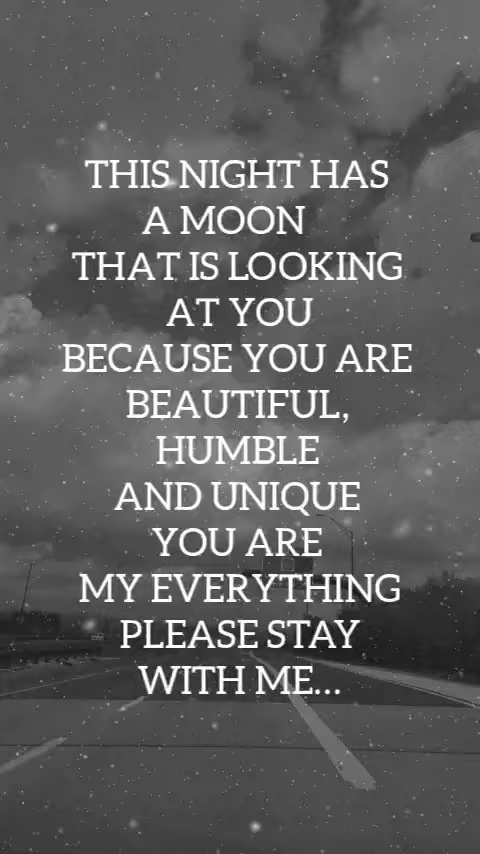 THIS NIGHT HAS
A MOON
THAT IS LOOKING
AT YOU
BECAUSE YOU ARE
BEAUTIFUL,
HUMBLE
AND UNIQUE
YOU ARE
MY EVERYTHING
PLEASE STAY
WITH ME...